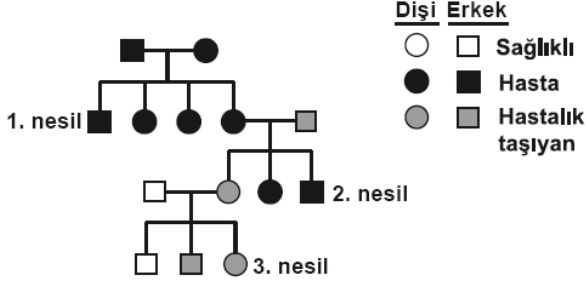 Dişi Erkek
Sağlıklı
Hasta
Hastalık
taşıyan
1. nesil
2. nesil
3. nesil